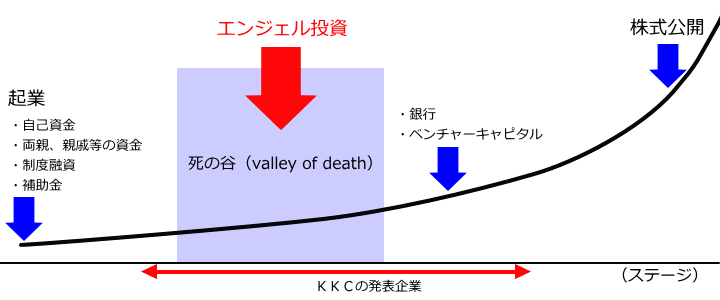 エンジェル投資
株式公開
起業
・自己資金
・両親、親戚等の資金
・制度融資
・補助金
・銀行
・ベンチャーキャピタル
死の谷（valley of death）
（ステージ）
ＫＫＣの発表企業